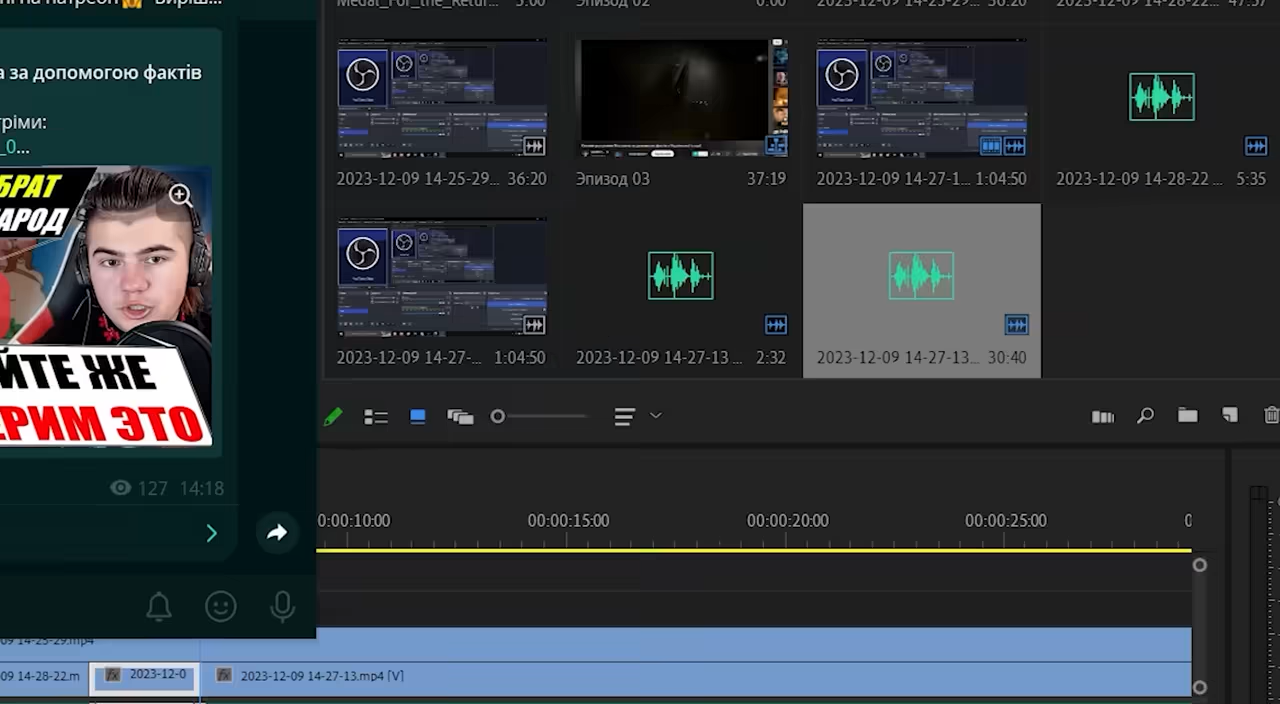 ні на патреон🔥 Виріш...
а за допомогою фактів
тріми:
_0...
БРАТ
АРОД
ЙТЕ ЖЕ
ЕРИМ ЭТО
127 14:18
Medal_For_the_Retur... 5:00
Эпизод 02 0:00
2023-12-09 14-25-29... 36:20
2023-12-09 14-28-22... 47:57
2023-12-09 14-25-29... 36:20
Эпизод 03 37:19
2023-12-09 14-27-1... 1:04:50
2023-12-09 14-28-22 ... 5:35
2023-12-09 14-27-... 1:04:50
2023-12-09 14-27-13 ... 2:32
2023-12-09 14-27-13... 30:40
0:00:10:00 00:00:15:00 00:00:20:00 00:00:25:00 0
09 14-25-29.mp4
09 14-28-22.m
fx 2023-12-0
fx 2023-12-09 14-27-13.mp4 [V]